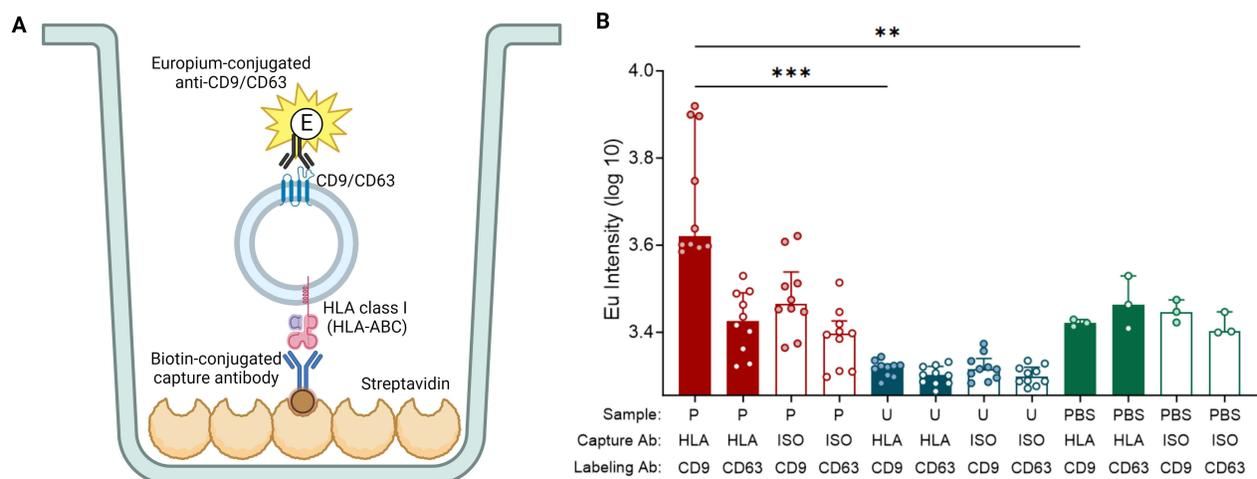 A
Europium-conjugated
anti-CD9/CD63
E
CD9/CD63
HLA class I
(HLA-ABC)
Biotin-conjugated
capture antibody
Streptavidin
B
**
***
Eu Intensity (log 10)
4.0
3.8
3.6
3.4
Sample: P P P P U U U U PBS PBS PBS PBS
Capture Ab: HLA HLA ISO ISO HLA HLA ISO ISO HLA HLA ISO ISO
Labeling Ab: CD9 CD63 CD9 CD63 CD9 CD63 CD9 CD63 CD9 CD63 CD9 CD63